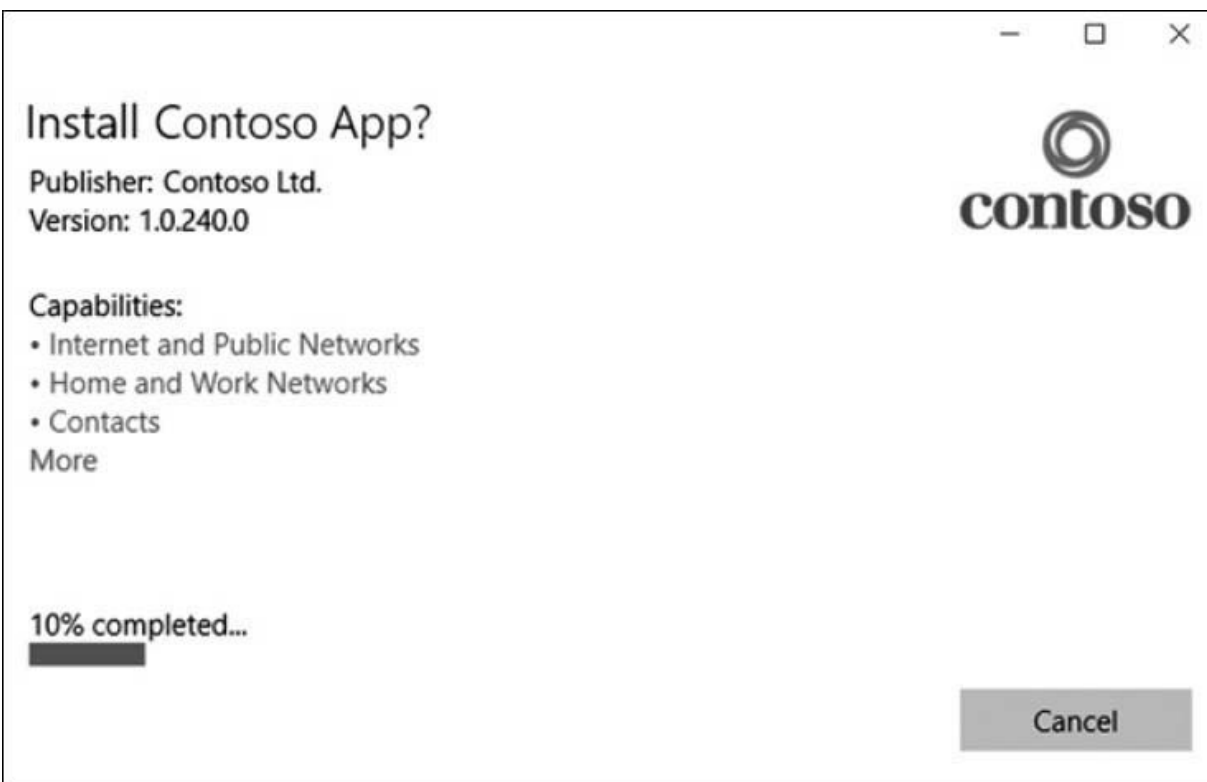 Install Contoso App?
Publisher: Contoso Ltd.
Version: 1.0.240.0
contoso
Capabilities:
• Internet and Public Networks
• Home and Work Networks
• Contacts
More
10% completed...
Cancel